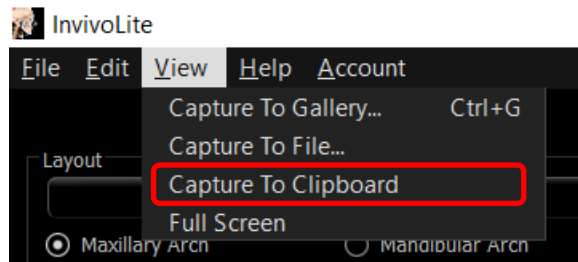 InvivoLite
File Edit View Help Account
Capture To Gallery... Ctrl+G
Capture To File...
Layout
Capture To Clipboard
Full Screen
Maxillary Arch Mandibular Arch